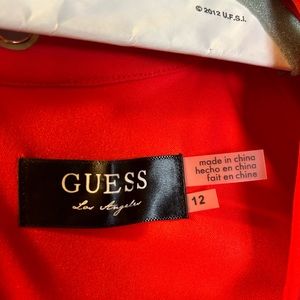 © 2012 U.F.S.I.
GUESS
Los Angeles
made in china
hecho en china
fait en chine
12